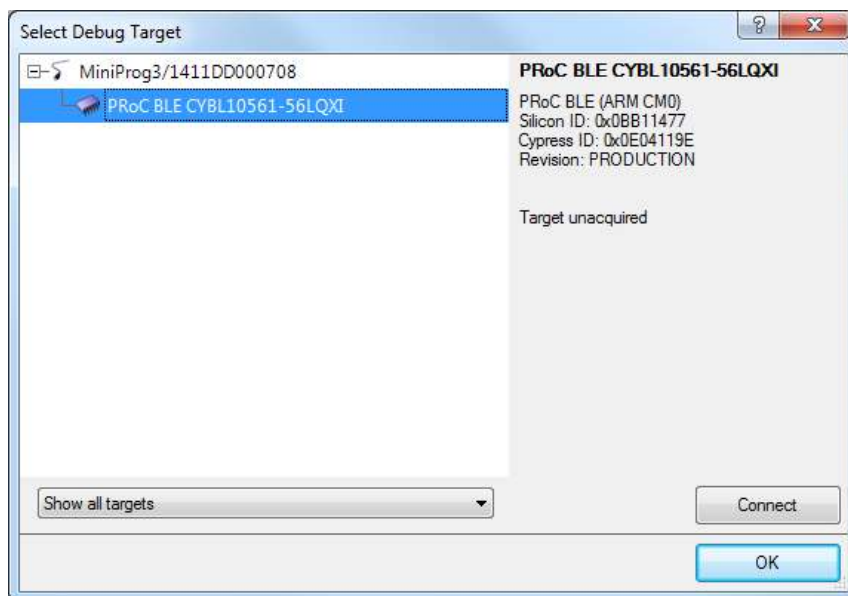 Select Debug Target
MiniProg3/1411DD000708
PRoC BLE CYBL10561-56LQXI
PRoC BLE CYBL10561-56LQXI
PRoC BLE (ARM CM0)
Silicon ID: 0x0BB11477
Cypress ID: 0x0E04119E
Revision: PRODUCTION
Target unacquired
Show all targets
Connect
OK